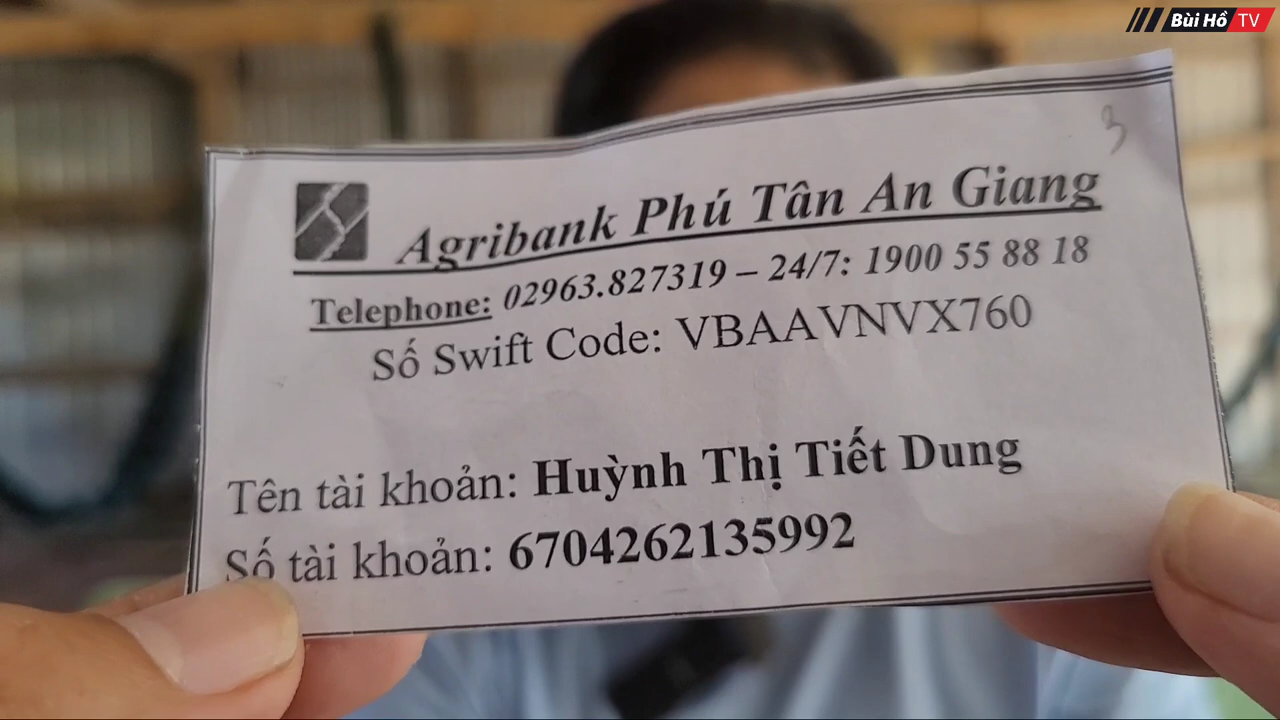 Bùi Hồ TV
3
Agribank Phú Tân An Giang
Telephone: 02963.827319 – 24/7: 1900 55 88 18
Số Swift Code: VBAAVNVX760
Tên tài khoản: Huỳnh Thị Tiết Dung
Số tài khoản: 6704262135992